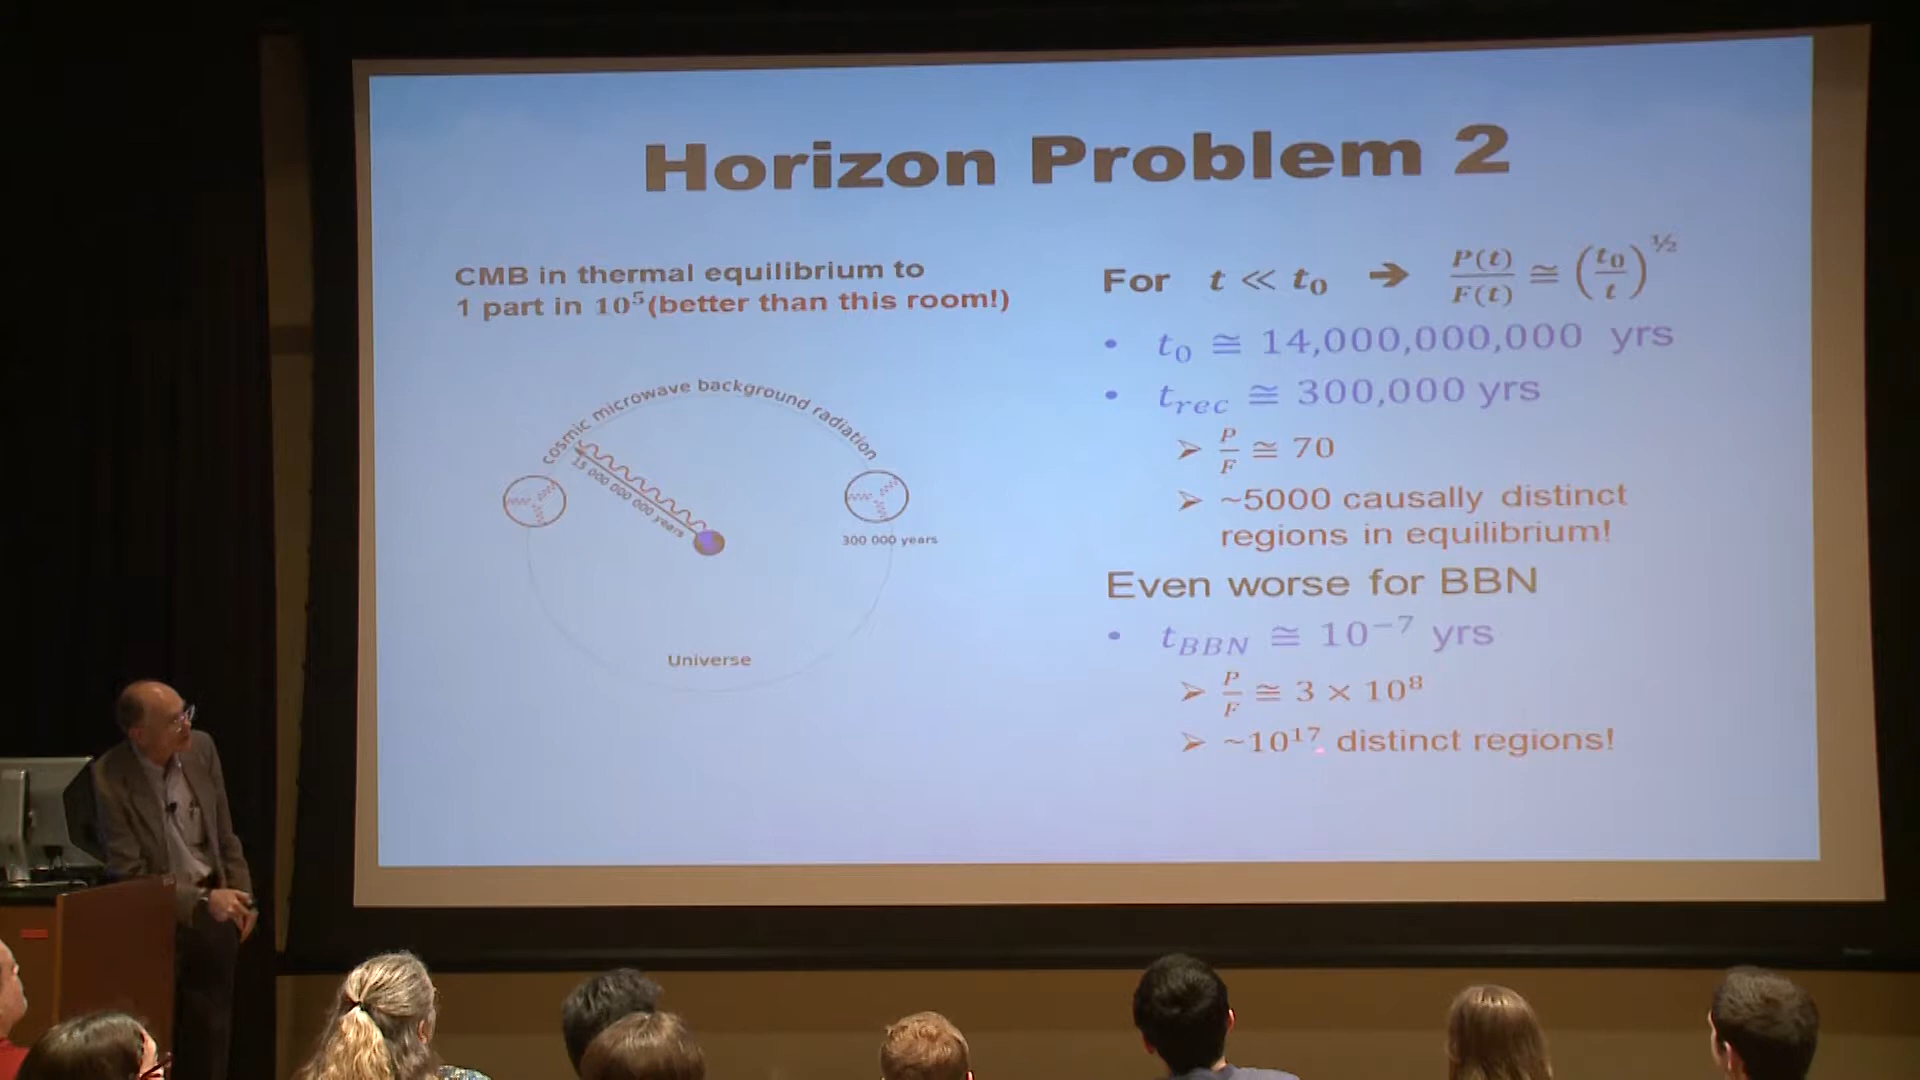 Horizon Problem 2
CMB in thermal equilibrium to
1 part in 10⁵(better than this room!)
cosmic microwave background radiation
15 000 000 000 years
300 000 years
Universe
For t ≪ t₀ ➔ P(t)/F(t) ≅ (t₀/t)^½
• t₀ ≅ 14,000,000,000 yrs
• t_rec ≅ 300,000 yrs
➢ P/F ≅ 70
➢ ~5000 causally distinct
regions in equilibrium!
Even worse for BBN
• t_BBN ≅ 10⁻⁷ yrs
➢ P/F ≅ 3 × 10⁸
➢ ~10¹⁷ distinct regions!